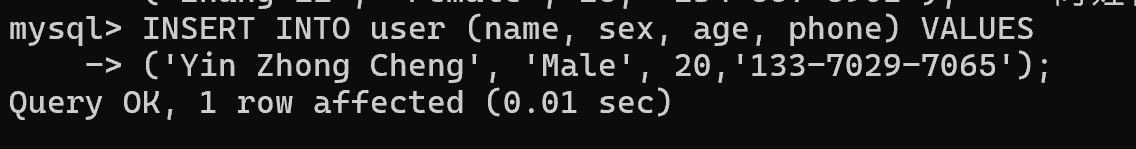 mysql> INSERT INTO user (name, sex, age, phone) VALUES
    -> ('Yin Zhong Cheng', 'Male', 20,'133-7029-7065');
Query OK, 1 row affected (0.01 sec)